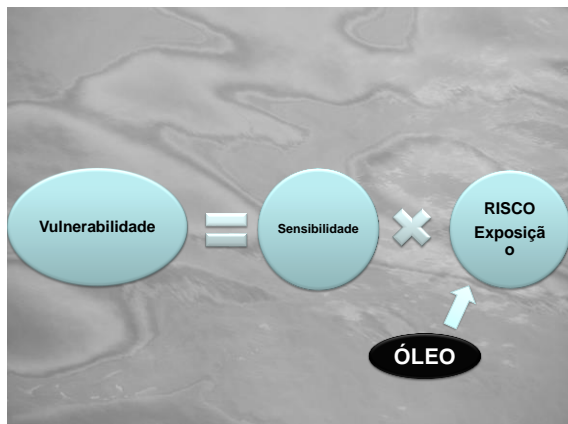 Vulnerabilidade
Sensibilidade
RISCO
Exposiçã
o
ÓLEO